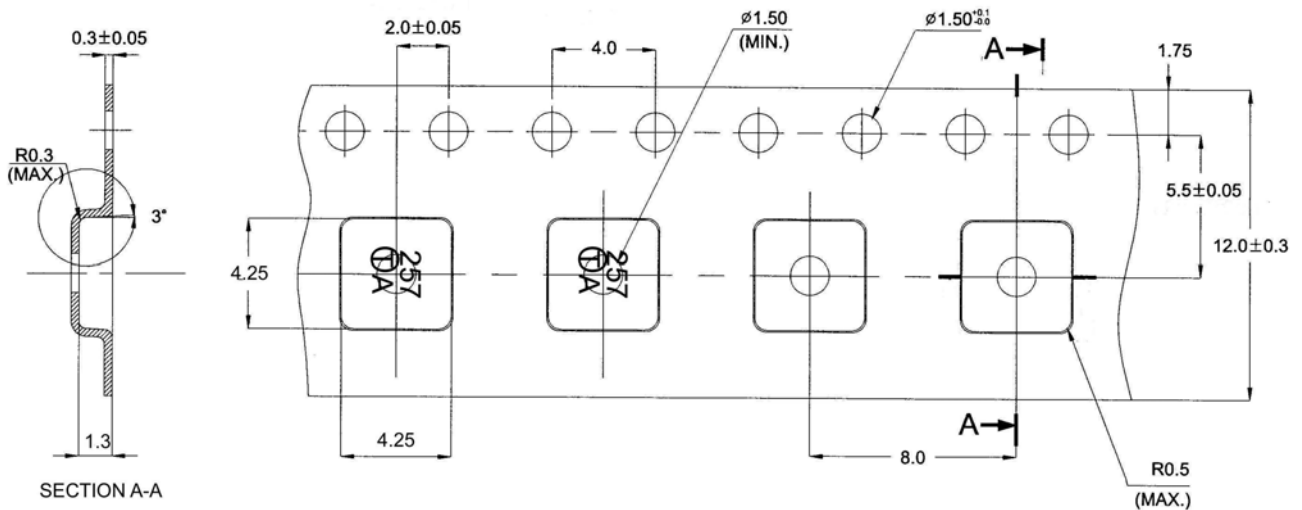 0.3±0.05
2.0±0.05
4.0
ø1.50
(MIN.)
ø1.50 +0.1 -0.0
A
1.75
R0.3
(MAX.)
3°
5.5±0.05
12.0±0.3
4.25
257
T
A
257
T
A
1.3
4.25
A
8.0
R0.5
(MAX.)
SECTION A-A